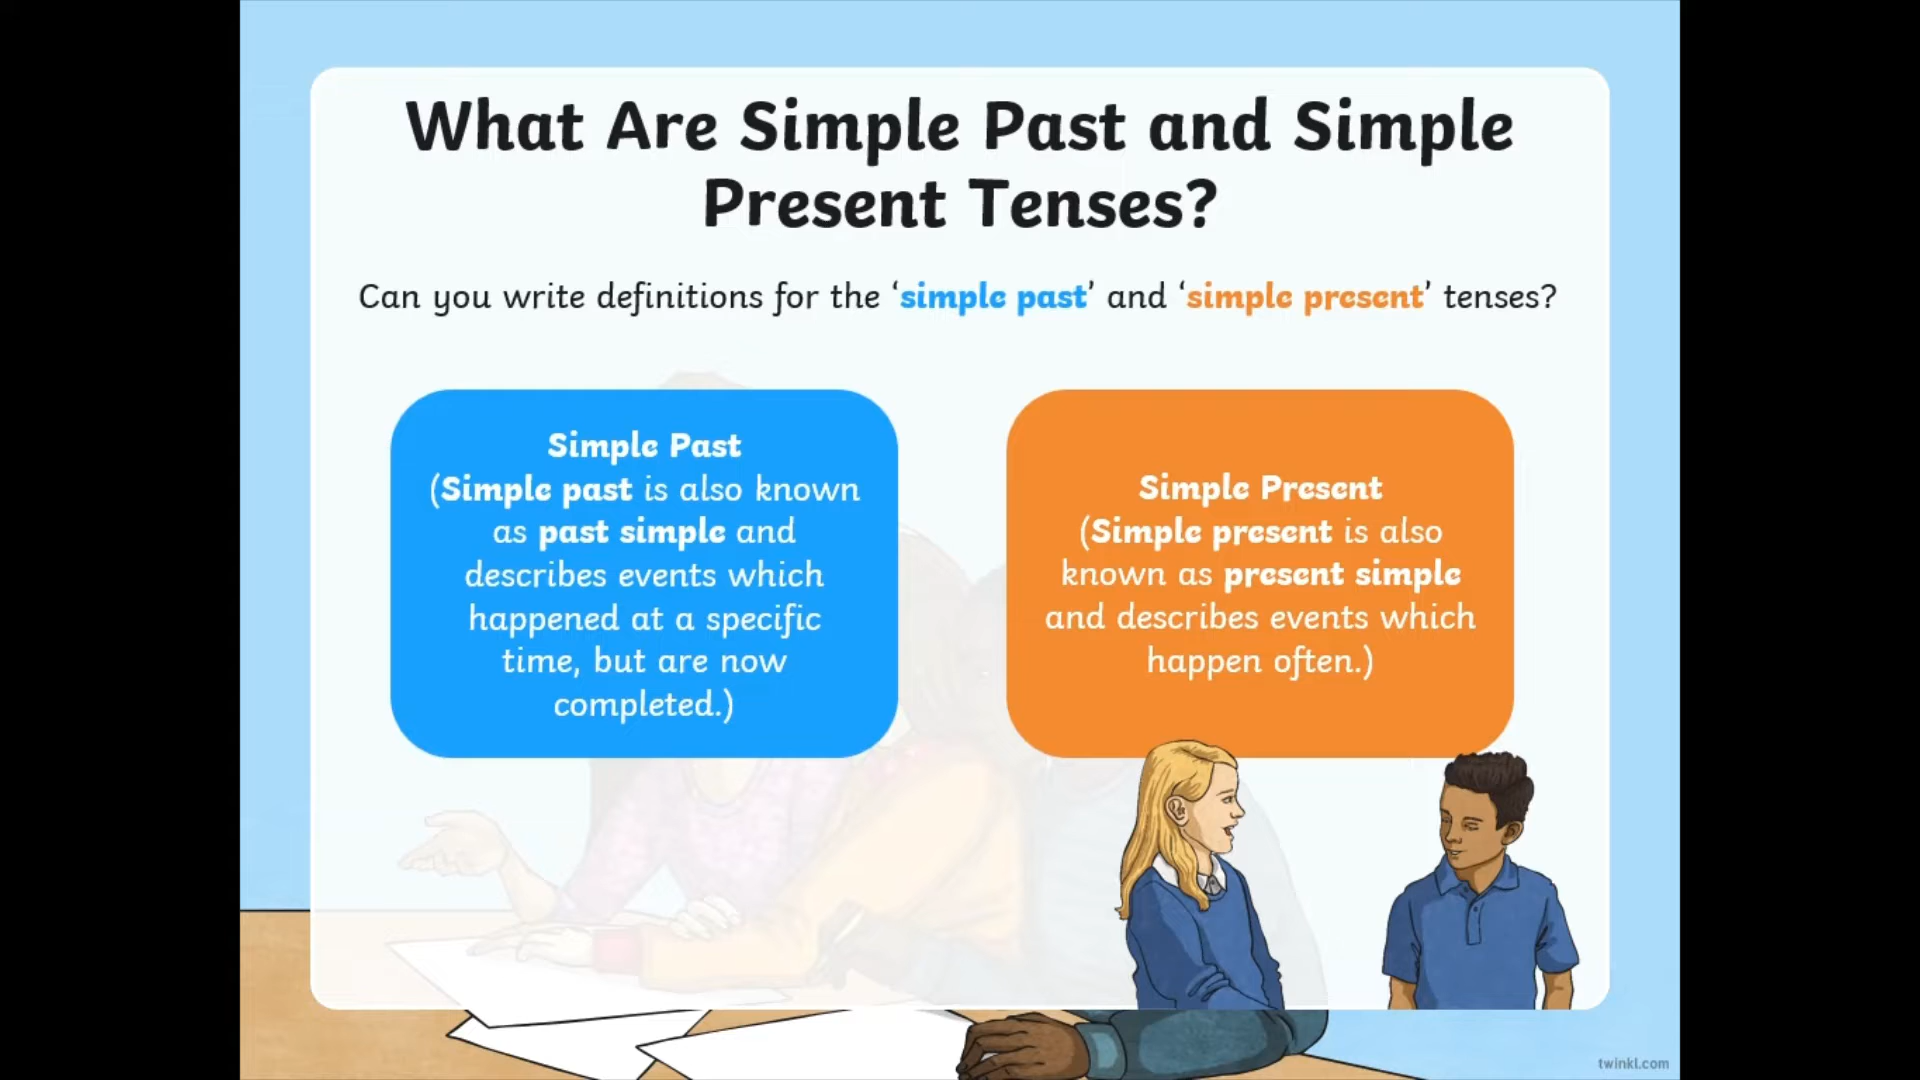 What Are Simple Past and Simple
Present Tenses?
Can you write definitions for the ‘simple past’ and ‘simple present’ tenses?
Simple Past
(Simple past is also known
as past simple and
describes events which
happened at a specific
time, but are now
completed.)
Simple Present
(Simple present is also
known as present simple
and describes events which
happen often.)
twinkl.com